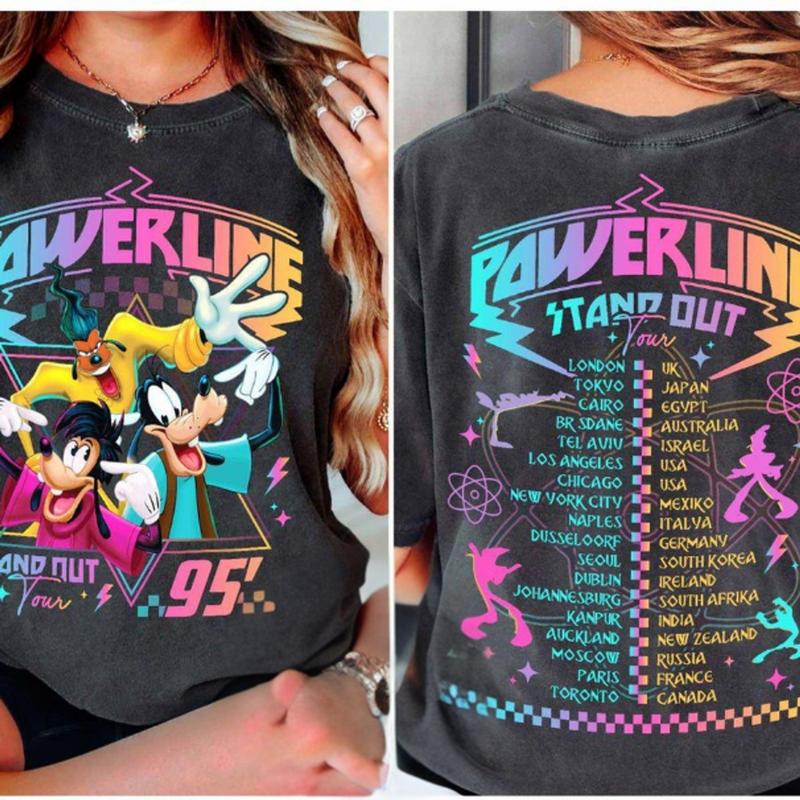 OWERLINE
AND OUT
Tour
95'
POWERLIN
STAND OUT
Tour
LONDON UK
TOKYO JAPAN
CAIRO EGYPT
BR SDANE AUSTRALIA
TEL AVIV ISRAEL
LOS ANGELES USA
CHICAGO USA
NEW YORK CITY MEXIKO
NAPLES ITALYA
DUSSELOORF GERMANY
SEOUL SOUTH KOREA
DUBLIN IRELAND
JOHANNESBURG SOUTH AFRIKA
KANPUR INDIA
AUCKLAND NEW ZEALAND
MOSCOW RUSSIA
PARIS FRANCE
TORONTO CANADA